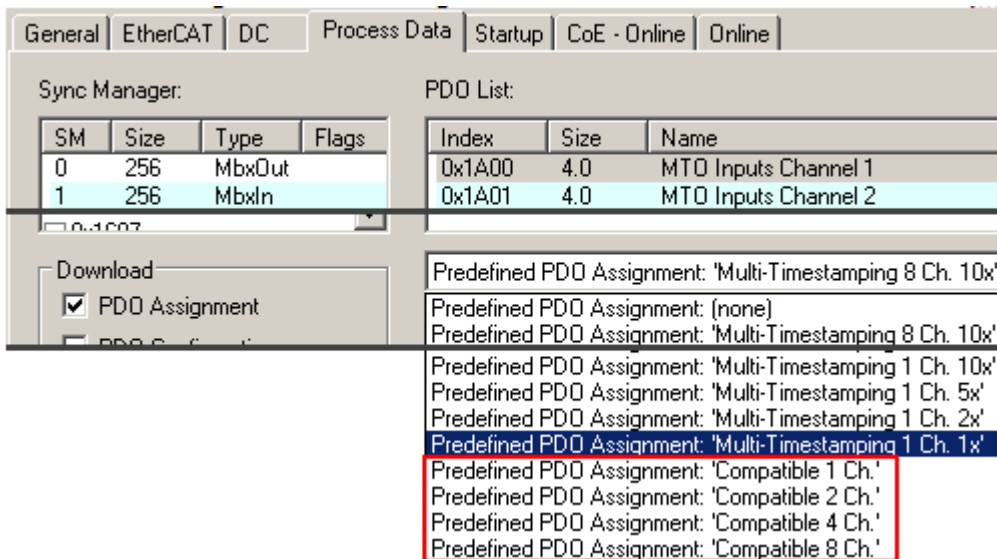 General EtherCAT DC Process Data Startup CoE - Online Online
Sync Manager: PDO List:
SM Size Type Flags Index Size Name
0 256 MbxOut 0x1A00 4.0 MTO Inputs Channel 1
1 256 MbxIn 0x1A01 4.0 MTO Inputs Channel 2
Download
Predefined PDO Assignment: 'Multi-Timestamping 8 Ch. 10x'
PDO Assignment
Predefined PDO Assignment: (none)
Predefined PDO Assignment: 'Multi-Timestamping 8 Ch. 10x'
Predefined PDO Assignment: 'Multi-Timestamping 1 Ch. 10x'
Predefined PDO Assignment: 'Multi-Timestamping 1 Ch. 5x'
Predefined PDO Assignment: 'Multi-Timestamping 1 Ch. 2x'
Predefined PDO Assignment: 'Multi-Timestamping 1 Ch. 1x'
Predefined PDO Assignment: 'Compatible 1 Ch.'
Predefined PDO Assignment: 'Compatible 2 Ch.'
Predefined PDO Assignment: 'Compatible 4 Ch.'
Predefined PDO Assignment: 'Compatible 8 Ch.'